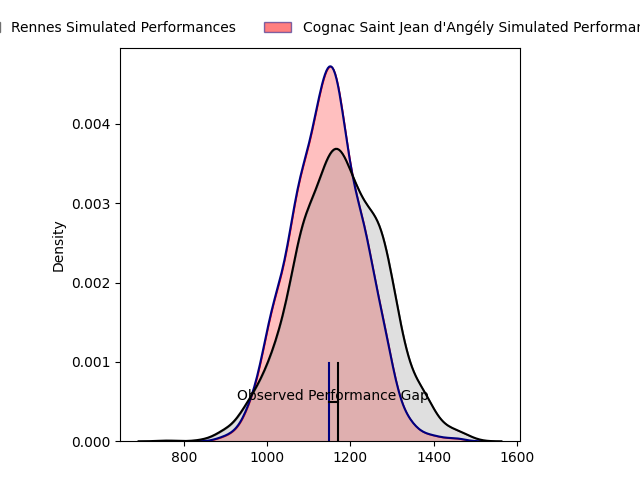 Rennes Simulated Performances
Cognac Saint Jean d'Angély Simulated
Density
0.004
0.003
0.002
0.001
0.000
Observed Performance Gap
800 1000 1200 1400 1600